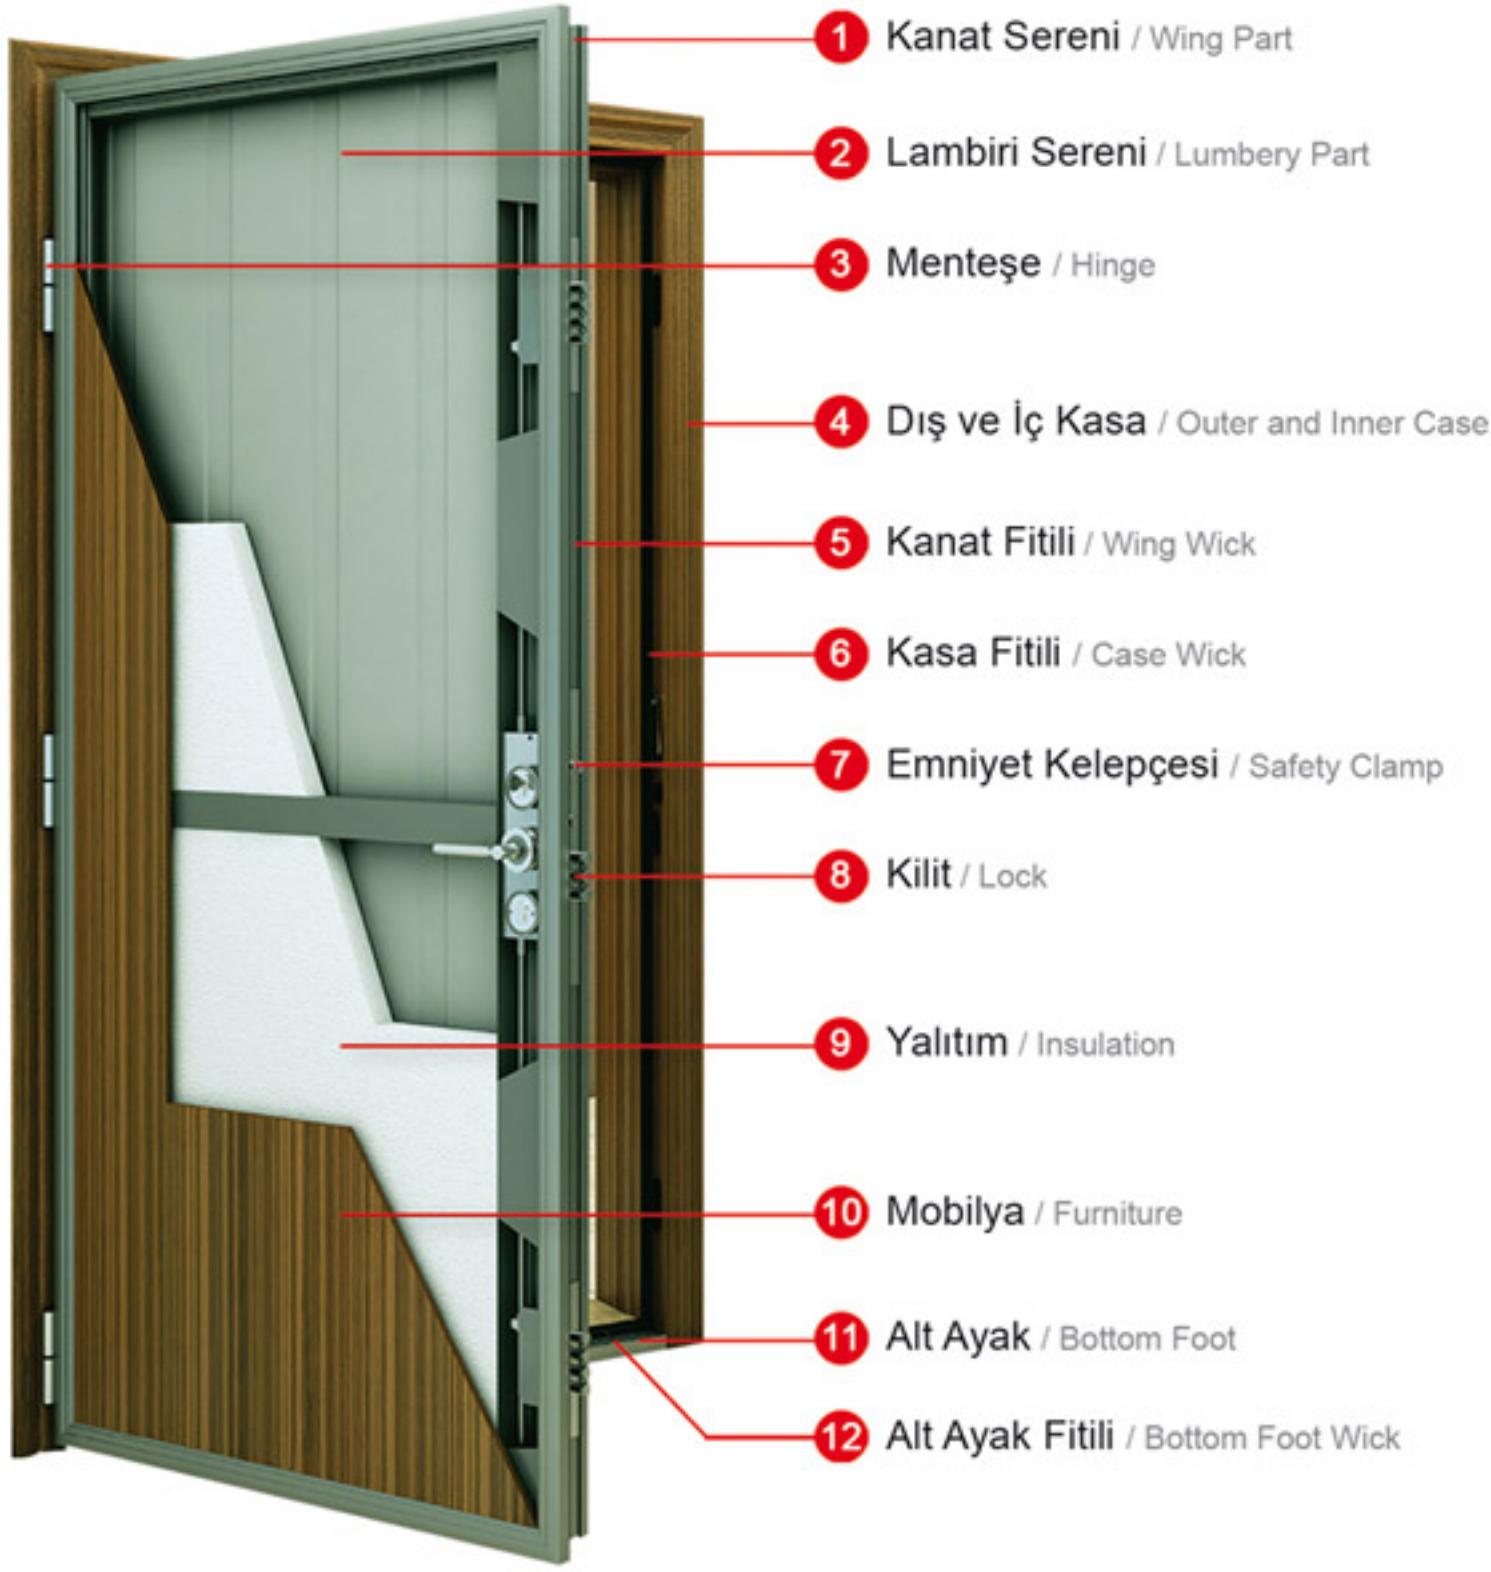 1 Kanat Sereni / Wing Part
2 Lambiri Sereni / Lumbery Part
3 Menteşe / Hinge
4 Dış ve İç Kasa / Outer and Inner Case
5 Kanat Fitili / Wing Wick
6 Kasa Fitili / Case Wick
7 Emniyet Kelepçesi / Safety Clamp
8 Kilit / Lock
9 Yalıtım / Insulation
10 Mobilya / Furniture
11 Alt Ayak / Bottom Foot
12 Alt Ayak Fitili / Bottom Foot Wick